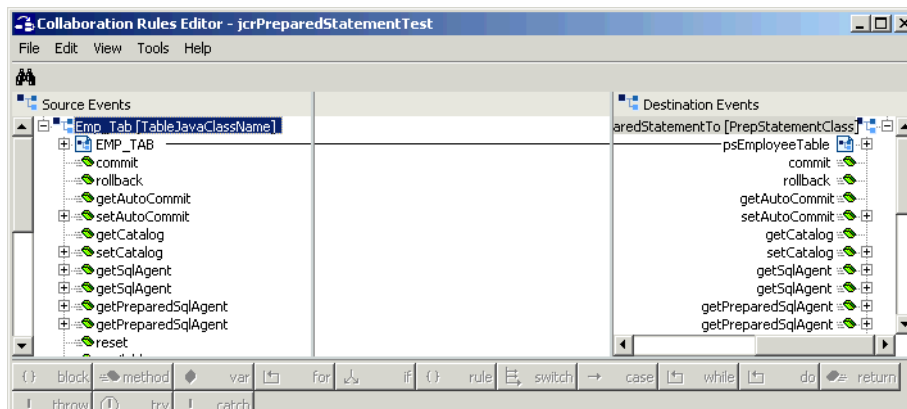 Collaboration Rules Editor - jcrPreparedStatementTest
File Edit View Tools Help
Source Events
Destination Events
Emp_Tab [TableJavaClassName]
aredStatementTo [PrepStatementClass]
EMP_TAB
psEmployeeTable
commit
commit
rollback
rollback
getAutoCommit
getAutoCommit
setAutoCommit
setAutoCommit
getCatalog
getCatalog
setCatalog
setCatalog
getSqlAgent
getSqlAgent
getSqlAgent
getSqlAgent
getPreparedSqlAgent
getPreparedSqlAgent
getPreparedSqlAgent
getPreparedSqlAgent
reset
{} block method var for if {} rule switch case while do return
throw try catch